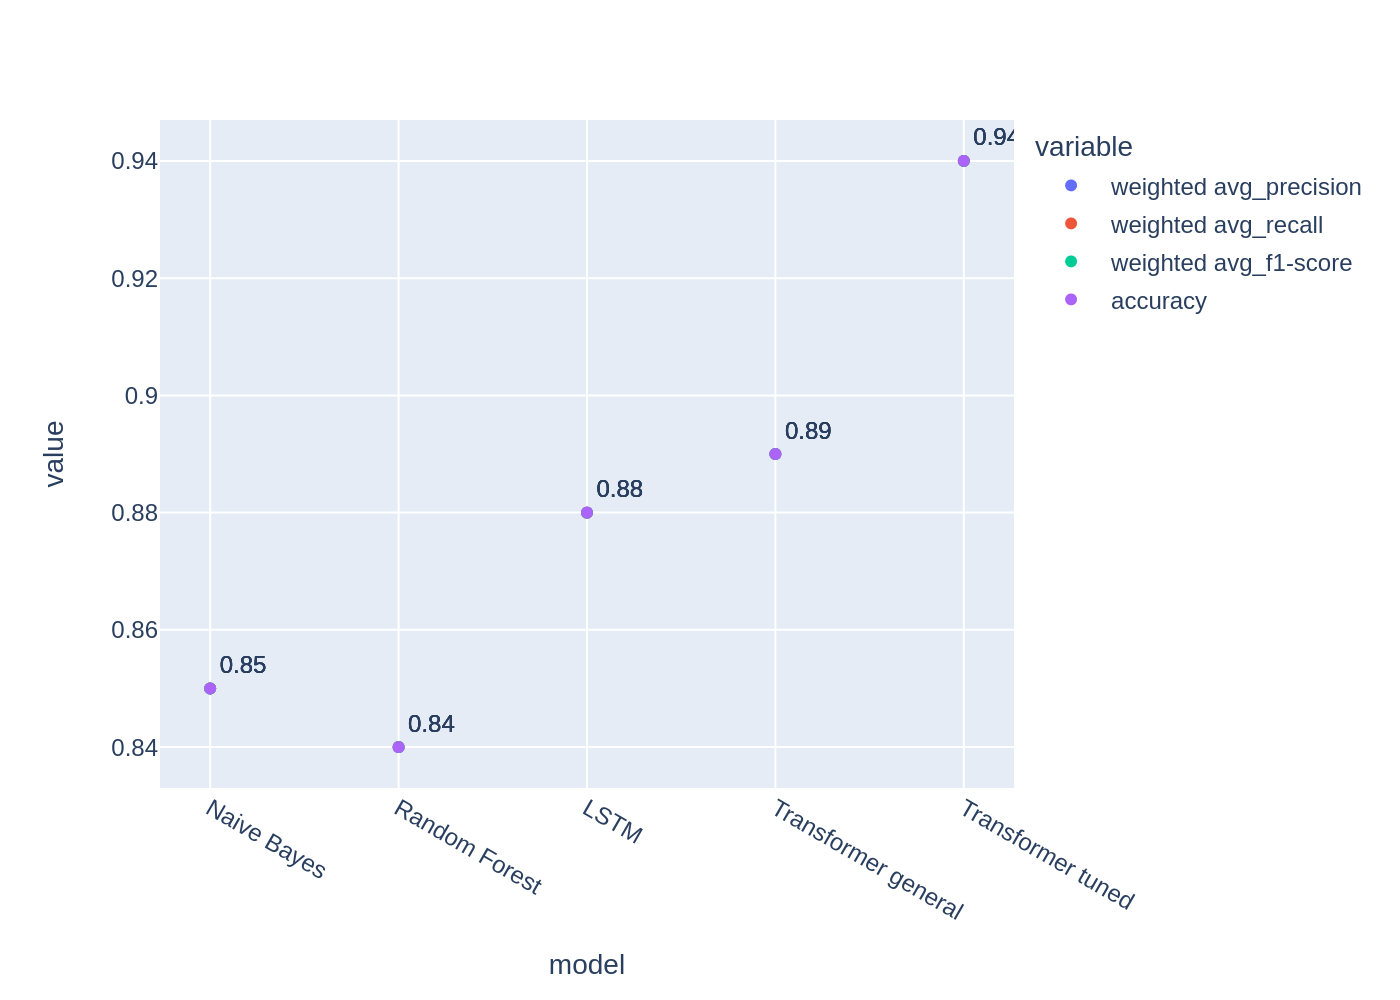 0.94
variable
0.94
weighted avg_precision
weighted avg_recall
weighted avg_f1-score
accuracy
0.92
0.9
0.89
value
0.88
0.88
0.86
0.85
0.84
0.84
Naive Bayes
Random Forest
LSTM
Transformer general
Transformer tuned
model